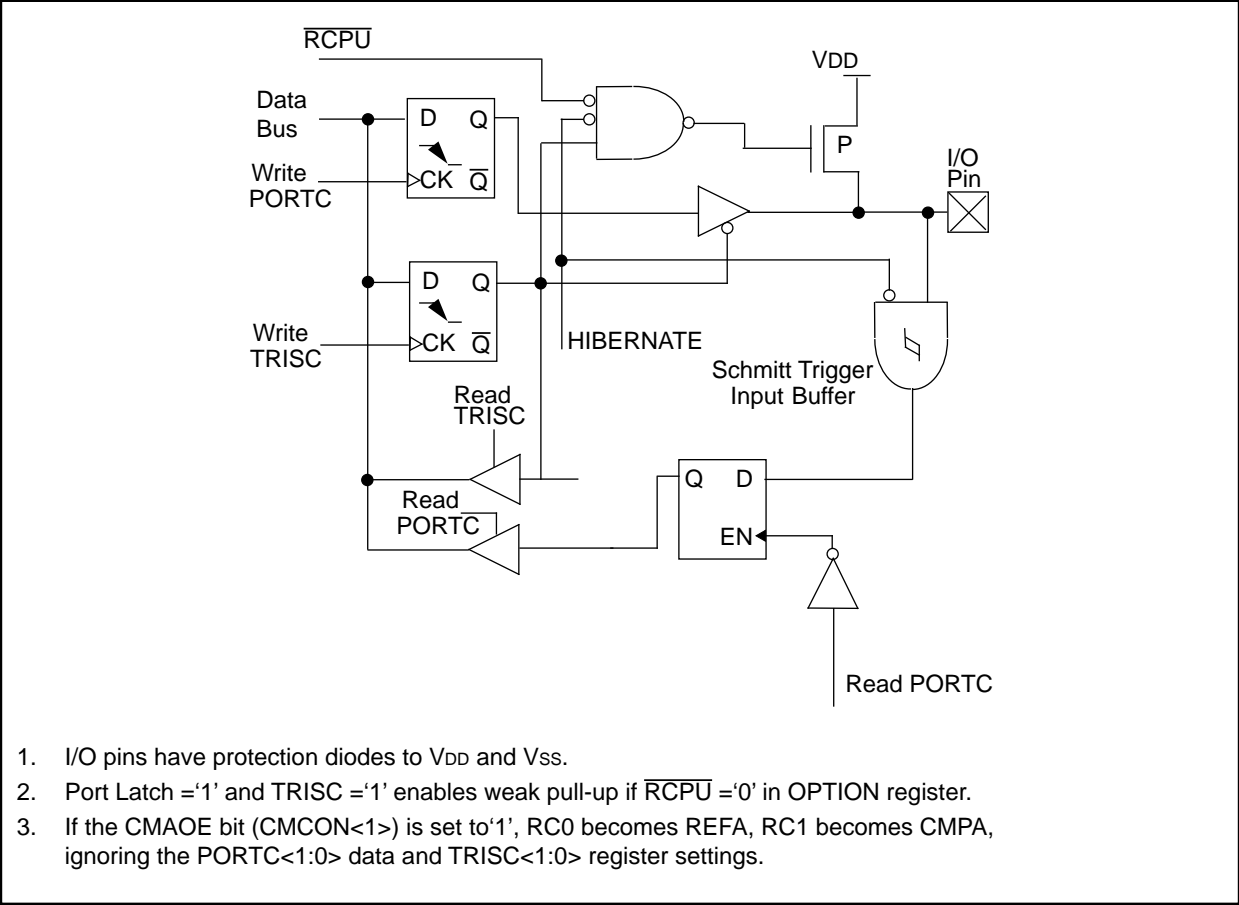 RCPU
VDD
Data
Bus
D Q
Write
PORTC
CK Q
P
I/O
Pin
D Q
Write
TRISC
CK Q
HIBERNATE
Schmitt Trigger
Input Buffer
Read
TRISC
Read
PORTC
Q D
EN
Read PORTC
1. I/O pins have protection diodes to VDD and VSS.
2. Port Latch =‘1’ and TRISC =‘1’ enables weak pull-up if RCPU =‘0’ in OPTION register.
3. If the CMAOE bit (CMCON<1>) is set to‘1’, RC0 becomes REFA, RC1 becomes CMPA,
ignoring the PORTC<1:0> data and TRISC<1:0> register settings.